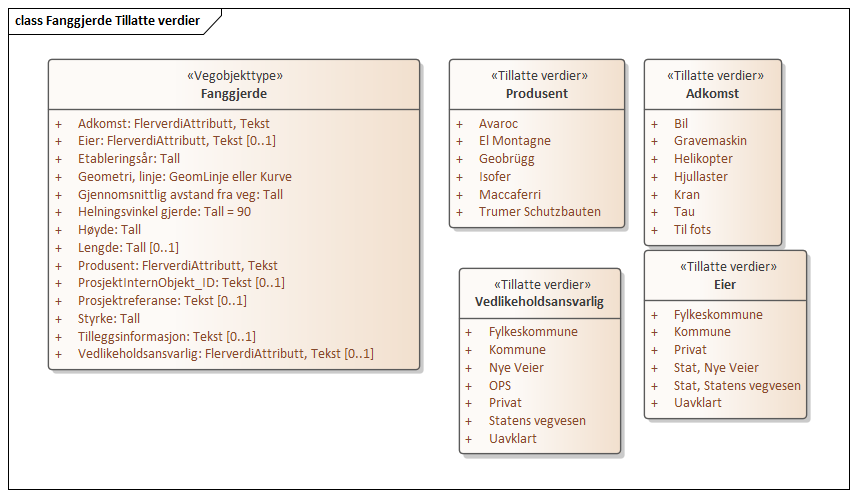 class Fanggjerde Tillatte verdier
«Vegobjekttype»
Fanggjerde
+ Adkomst: FlerverdiAttributt, Tekst
+ Eier: FlerverdiAttributt, Tekst [0..1]
+ Etableringsår: Tall
+ Geometri, linje: GeomLinje eller Kurve
+ Gjennomsnittlig avstand fra veg: Tall
+ Helningsvinkel gjerde: Tall = 90
+ Høyde: Tall
+ Lengde: Tall [0..1]
+ Produsent: FlerverdiAttributt, Tekst
+ ProsjektInternObjekt_ID: Tekst [0..1]
+ Prosjektreferanse: Tekst [0..1]
+ Styrke: Tall
+ Tilleggsinformasjon: Tekst [0..1]
+ Vedlikeholdsansvarlig: FlerverdiAttributt, Tekst [0..1]
«Tillatte verdier»
Produsent
+ Avaroc
+ El Montagne
+ Geobrügg
+ Isofer
+ Maccaferri
+ Trumer Schutzbauten
«Tillatte verdier»
Adkomst
+ Bil
+ Gravemaskin
+ Helikopter
+ Hjullaster
+ Kran
+ Tau
+ Til fots
«Tillatte verdier»
Vedlikeholdsansvarlig
+ Fylkeskommune
+ Kommune
+ Nye Veier
+ OPS
+ Privat
+ Statens vegvesen
+ Uavklart
«Tillatte verdier»
Eier
+ Fylkeskommune
+ Kommune
+ Privat
+ Stat, Nye Veier
+ Stat, Statens vegvesen
+ Uavklart